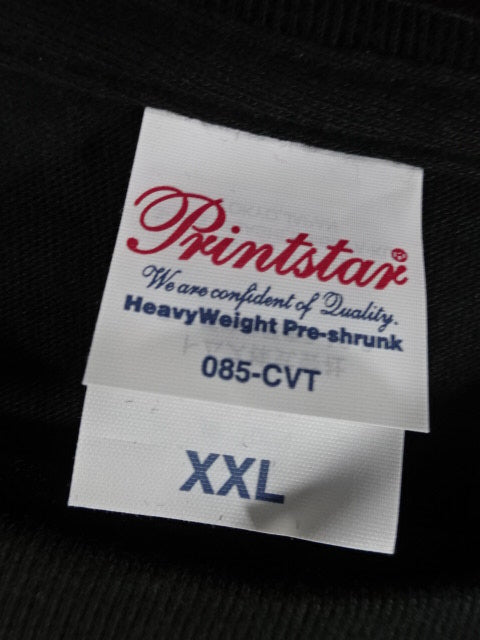 Printstar®
We are confident of Quality.
HeavyWeight Pre-shrunk
085-CVT
XXL